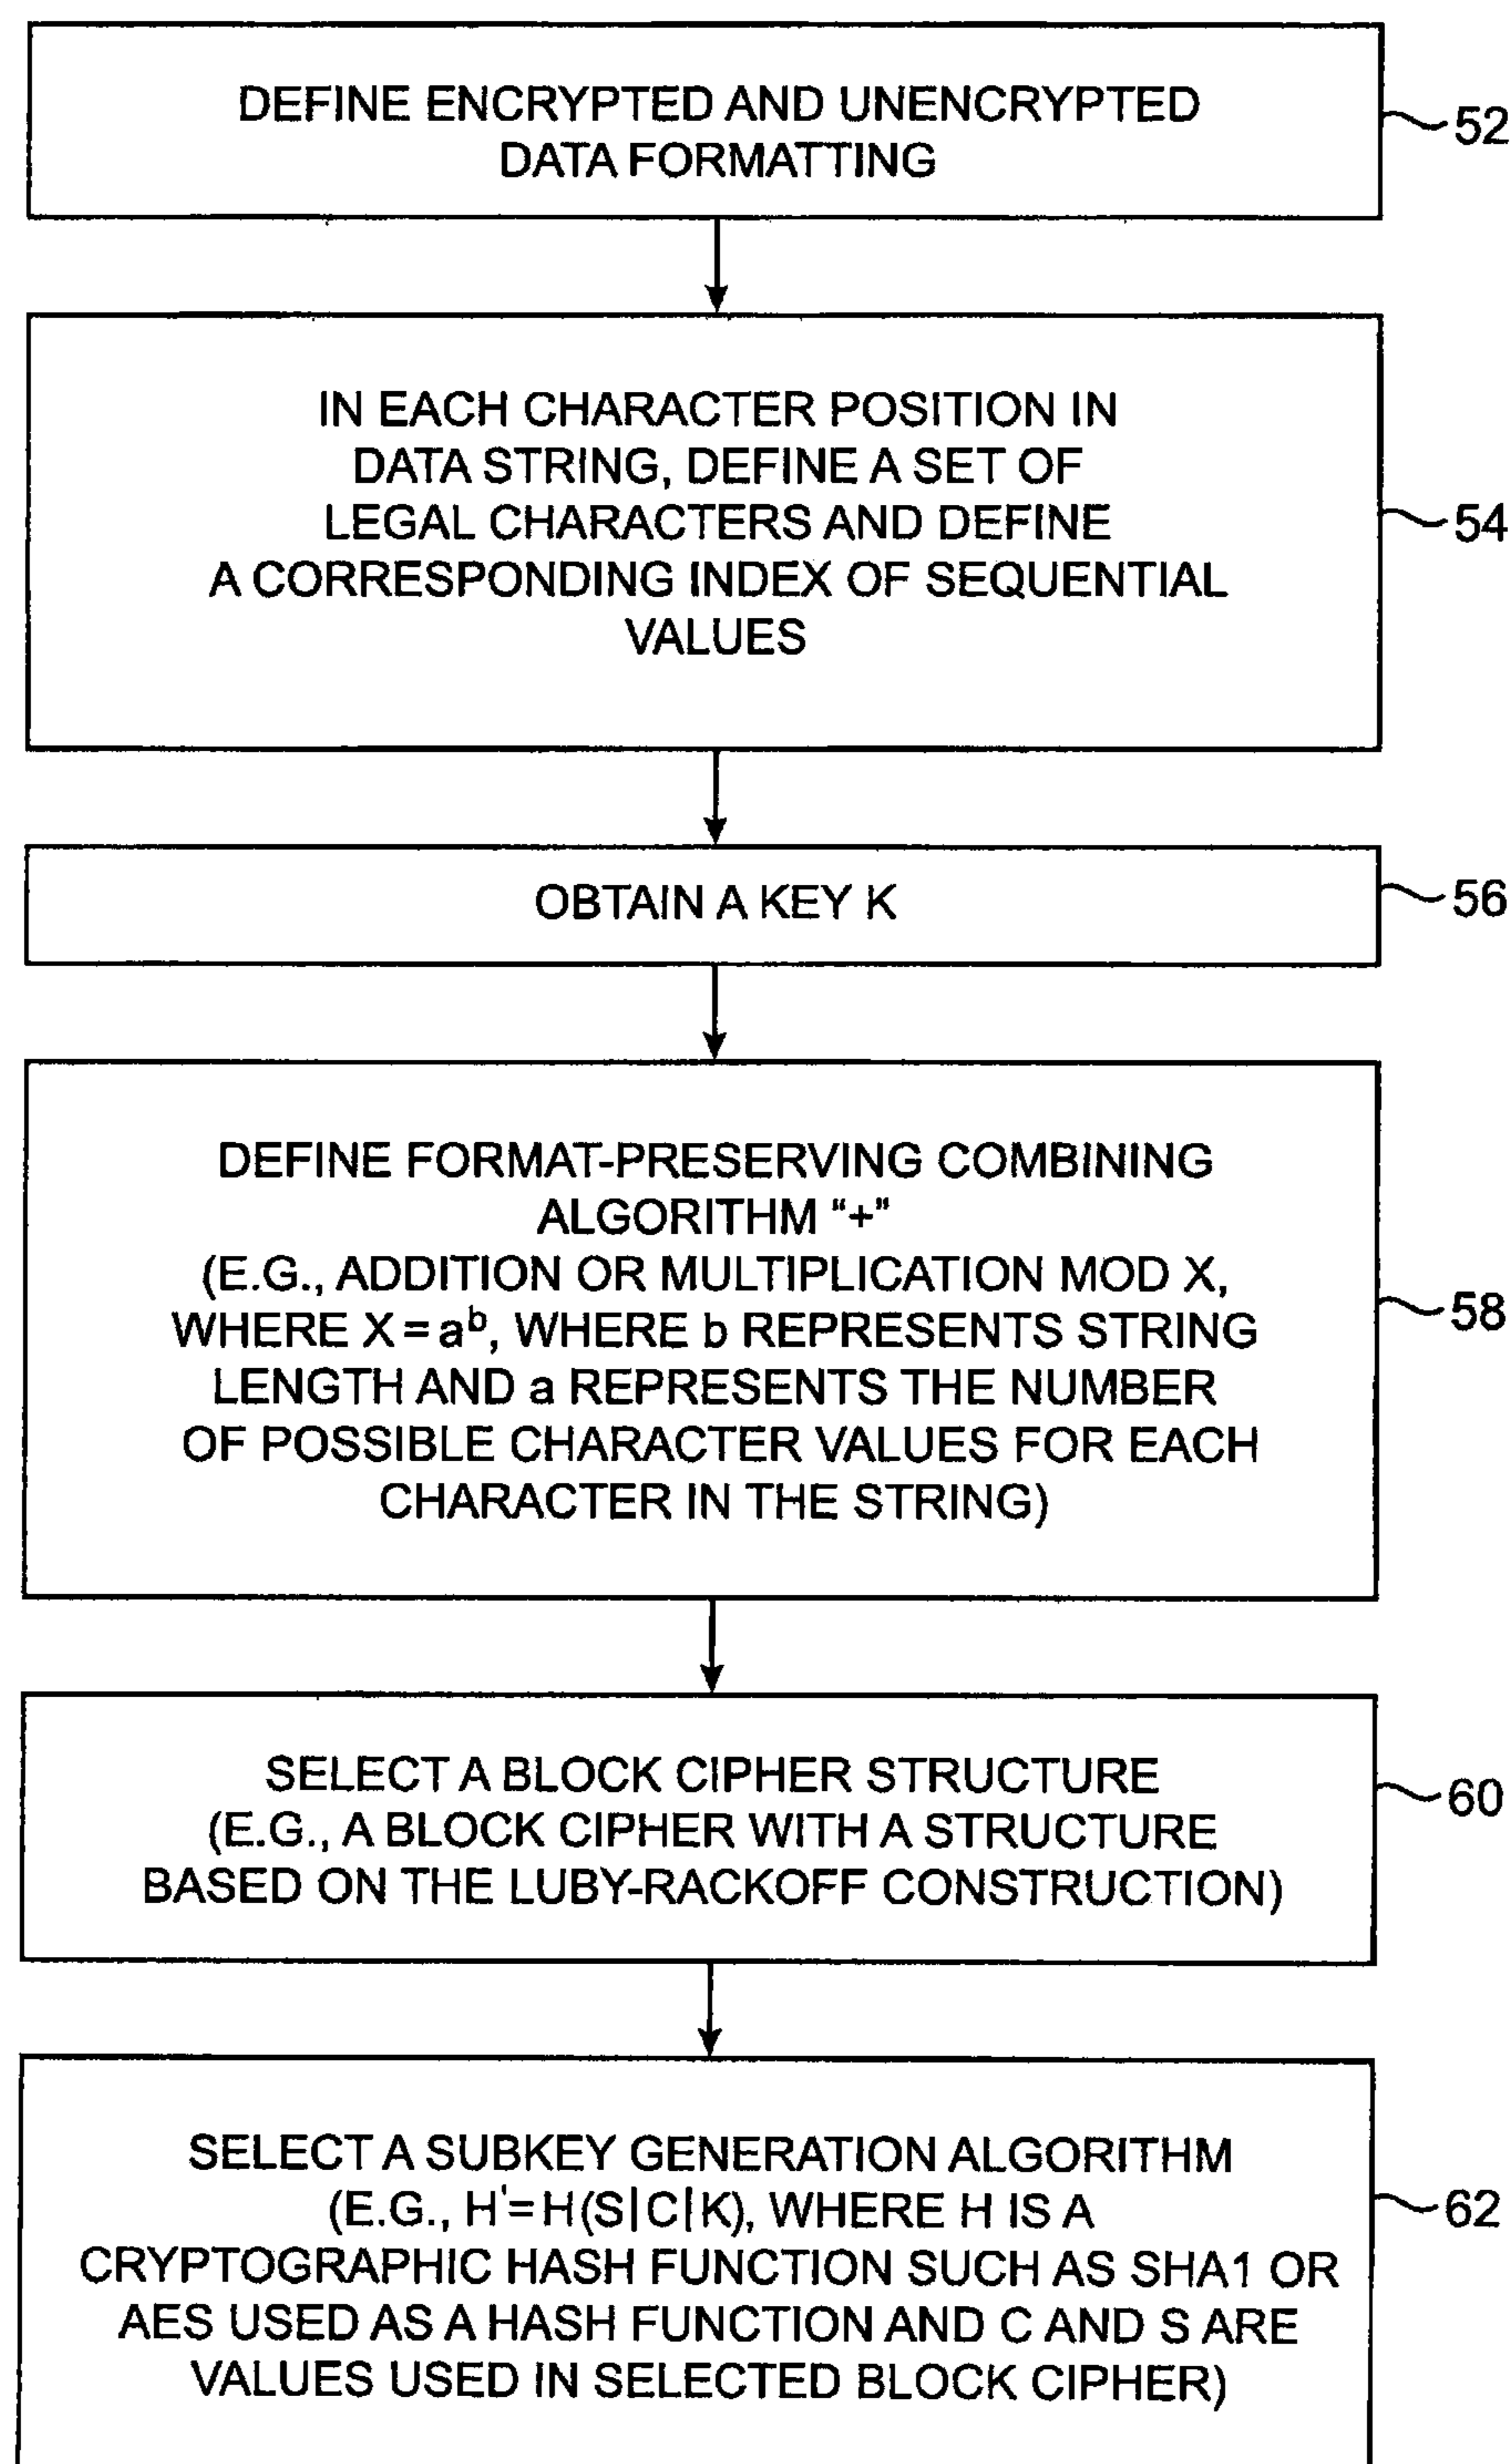 DEFINE ENCRYPTED AND UNENCRYPTED
DATA FORMATTING
52
IN EACH CHARACTER POSITION IN
DATA STRING, DEFINE A SET OF
LEGAL CHARACTERS AND DEFINE
A CORRESPONDING INDEX OF SEQUENTIAL
VALUES
54
OBTAIN A KEY K
56
DEFINE FORMAT-PRESERVING COMBINING
ALGORITHM “+”
(E.G., ADDITION OR MULTIPLICATION MOD X,
WHERE X = aᵇ, WHERE b REPRESENTS STRING
LENGTH AND a REPRESENTS THE NUMBER
OF POSSIBLE CHARACTER VALUES FOR EACH
CHARACTER IN THE STRING)
58
SELECT A BLOCK CIPHER STRUCTURE
(E.G., A BLOCK CIPHER WITH A STRUCTURE
BASED ON THE LUBY-RACKOFF CONSTRUCTION)
60
SELECT A SUBKEY GENERATION ALGORITHM
(E.G., H'= H(S|C|K), WHERE H IS A
CRYPTOGRAPHIC HASH FUNCTION SUCH AS SHA1 OR
AES USED AS A HASH FUNCTION AND C AND S ARE
VALUES USED IN SELECTED BLOCK CIPHER)
62